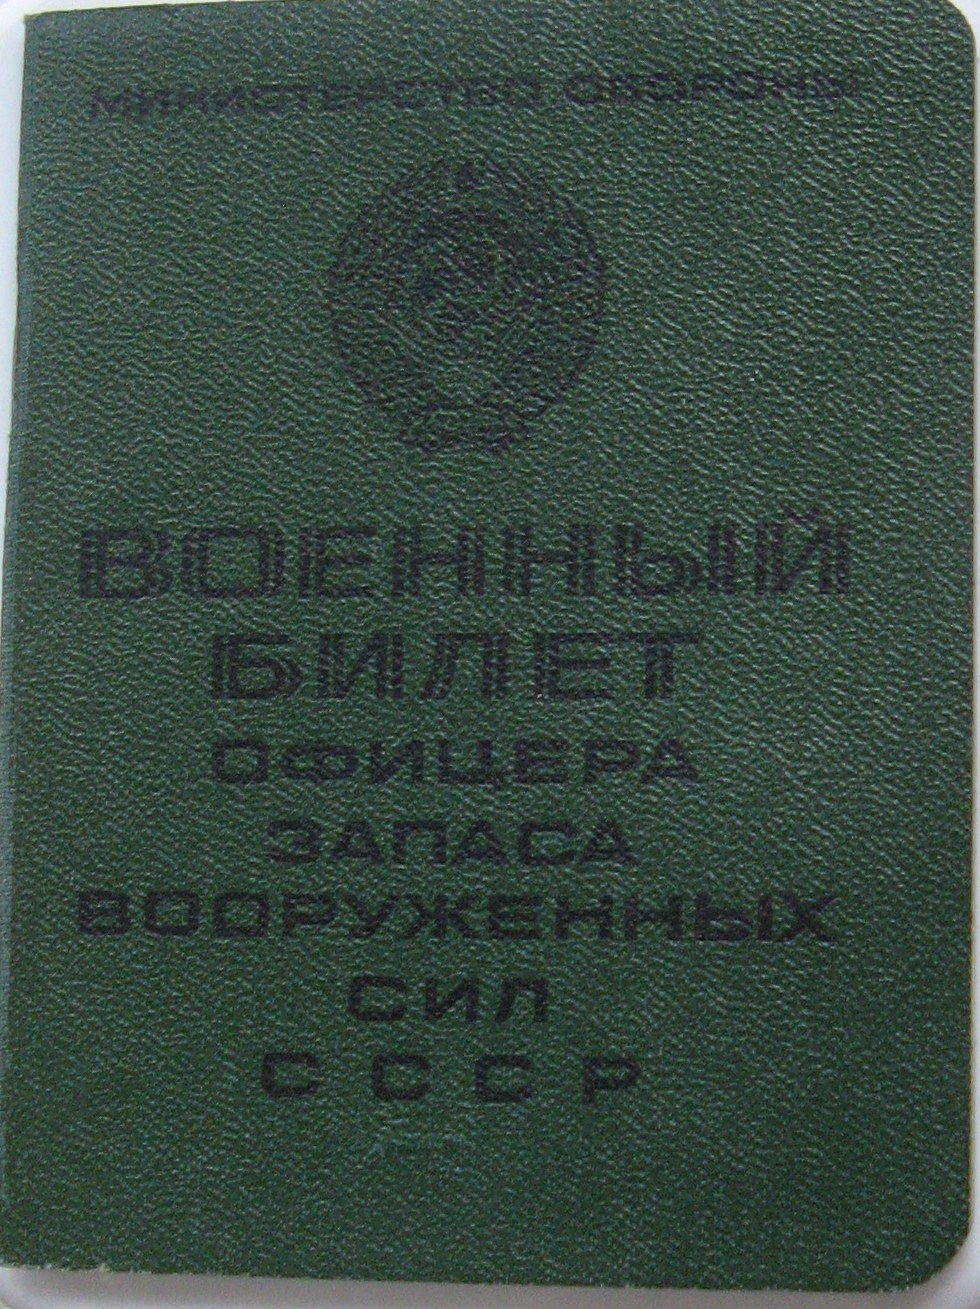 МИНИСТЕРСТВО ОБОРОНЫ
ВОЕННЫЙ
БИЛЕТ
ОФИЦЕРА
ЗАПАСА
ВООРУЖЕННЫХ
СИЛ
СССР